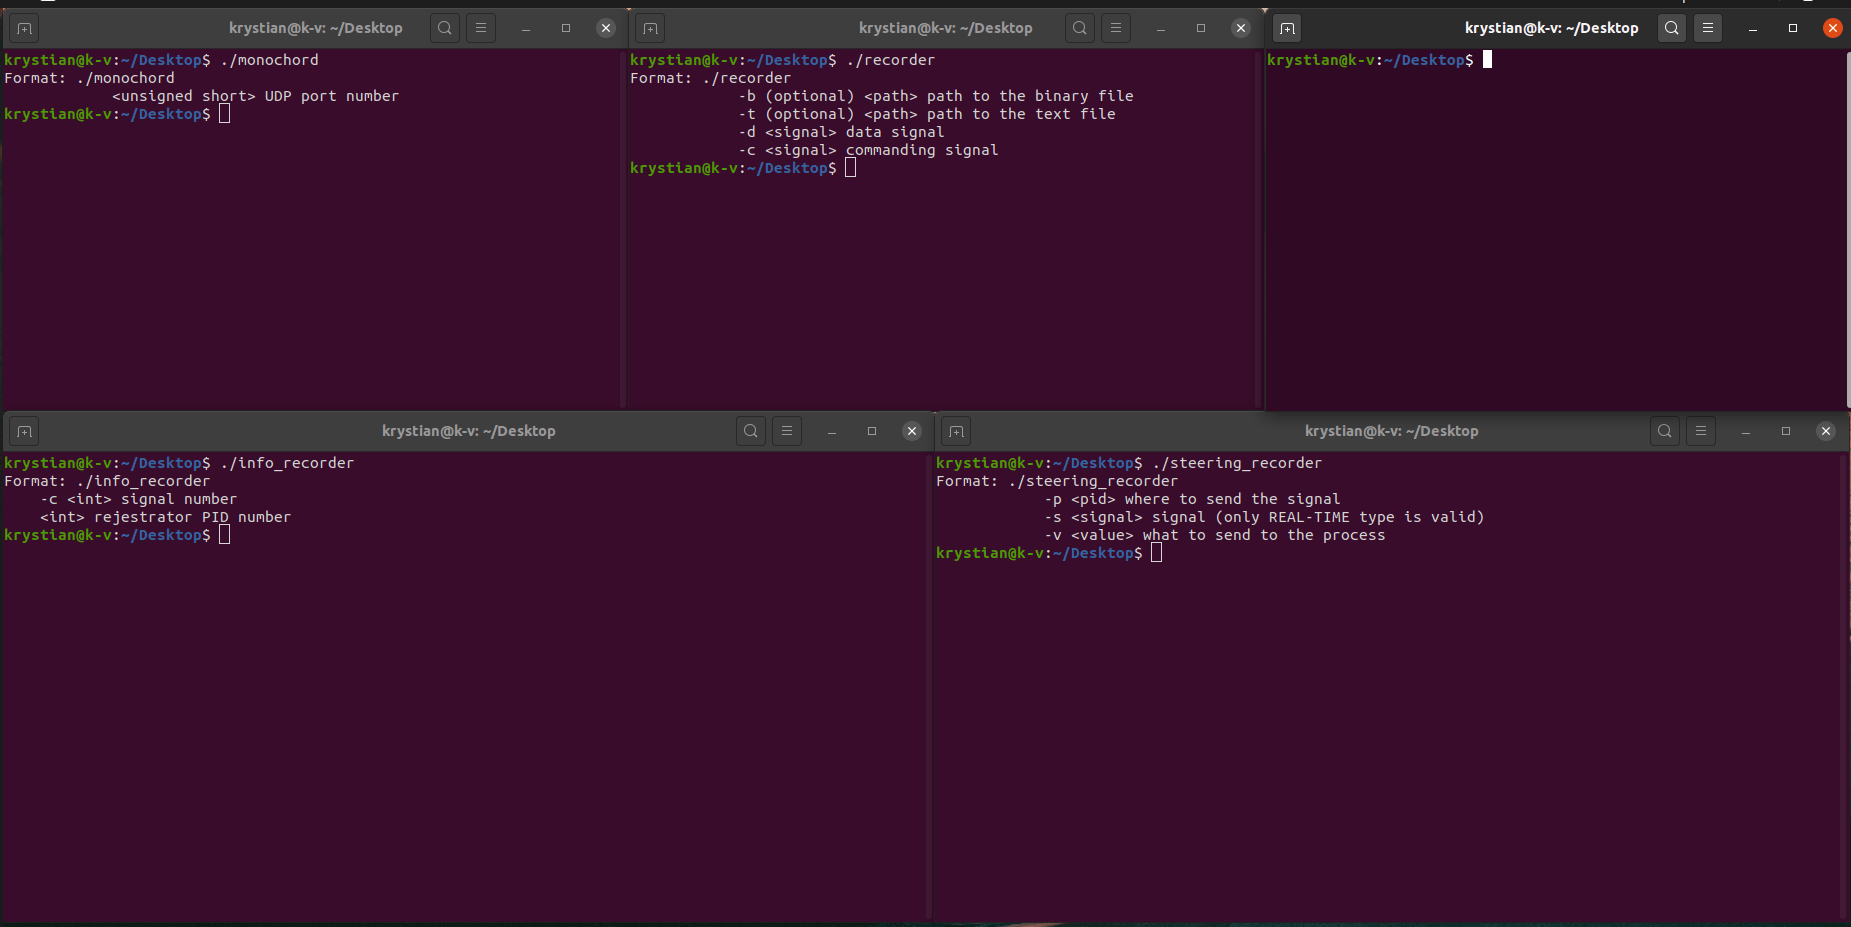 krystian@k-v: ~/Desktop
krystian@k-v:~/Desktop$ ./monochord
Format: ./monochord
<unsigned short> UDP port number
krystian@k-v:~/Desktop$
krystian@k-v: ~/Desktop
krystian@k-v:~/Desktop$ ./recorder
Format: ./recorder
-b (optional) <path> path to the binary file
-t (optional) <path> path to the text file
-d <signal> data signal
-c <signal> commanding signal
krystian@k-v:~/Desktop$
krystian@k-v: ~/Desktop
krystian@k-v:~/Desktop$
krystian@k-v: ~/Desktop
krystian@k-v:~/Desktop$ ./info_recorder
Format: ./info_recorder
-c <int> signal number
<int> rejestrator PID number
krystian@k-v:~/Desktop$
krystian@k-v: ~/Desktop
krystian@k-v:~/Desktop$ ./steering_recorder
Format: ./steering_recorder
-p <pid> where to send the signal
-s <signal> signal (only REAL-TIME type is valid)
-v <value> what to send to the process
krystian@k-v:~/Desktop$